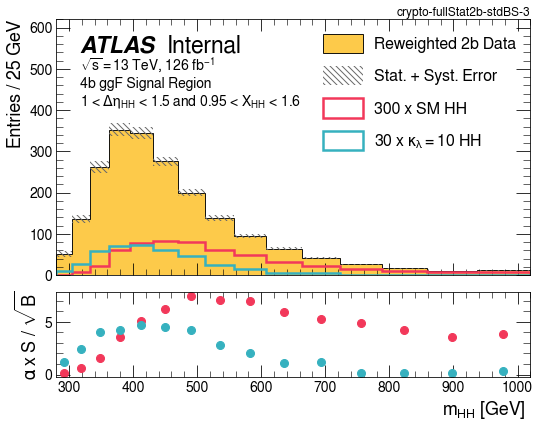 crypto-fullStat2b-stdBS-3
Entries / 25 GeV
600
500
400
300
200
100
0
ATLAS Internal
√s = 13 TeV, 126 fb⁻¹
4b ggF Signal Region
1 < Δη_HH < 1.5 and 0.95 < X_HH < 1.6
Reweighted 2b Data
Stat. + Syst. Error
300 x SM HH
30 x κ_λ = 10 HH
α x S / √B
5
0
300 400 500 600 700 800 900 1000
m_HH [GeV]